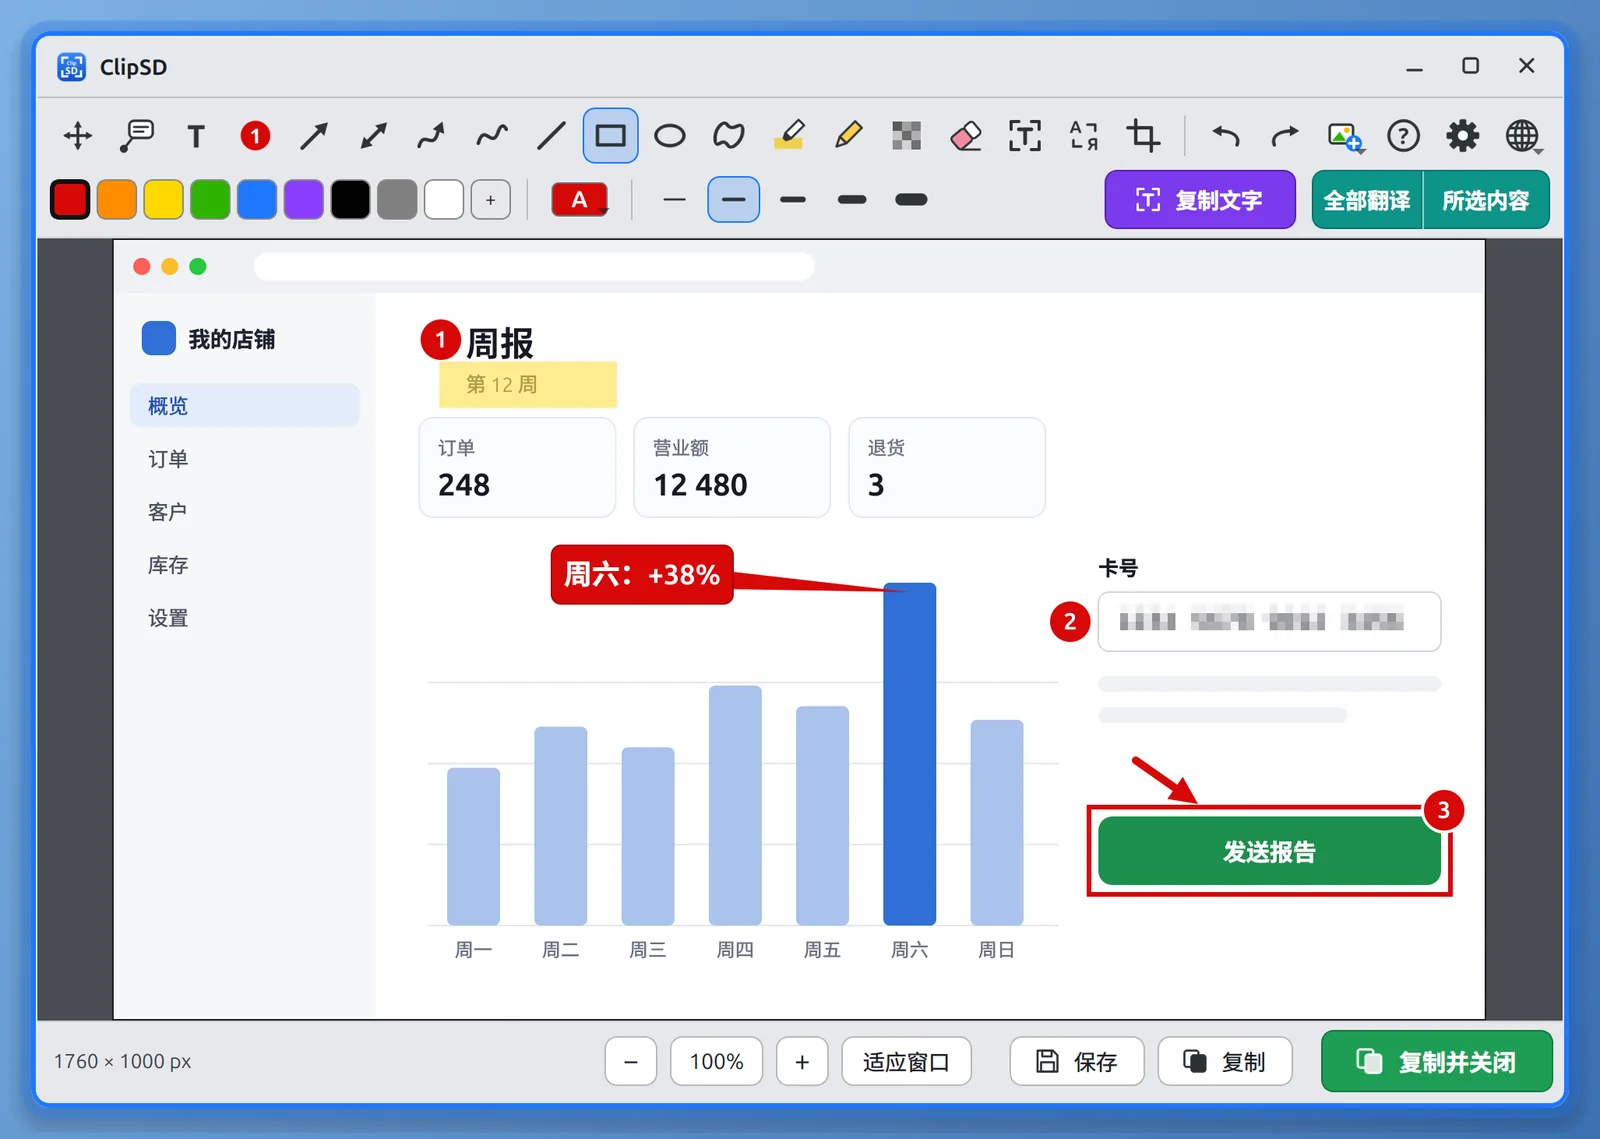 ClipSD
T 1 T A Я
A 复制文字 全部翻译 所选内容
我的店铺
概览
订单
客户
库存
设置
1 周报
第 12 周
订单
248
营业额
12 480
退货
3
周六：+38%
周一 周二 周三 周四 周五 周六 周日
卡号
2
3
发送报告
1760 × 1000 px
− 100% + 适应窗口 保存 复制 复制并关闭